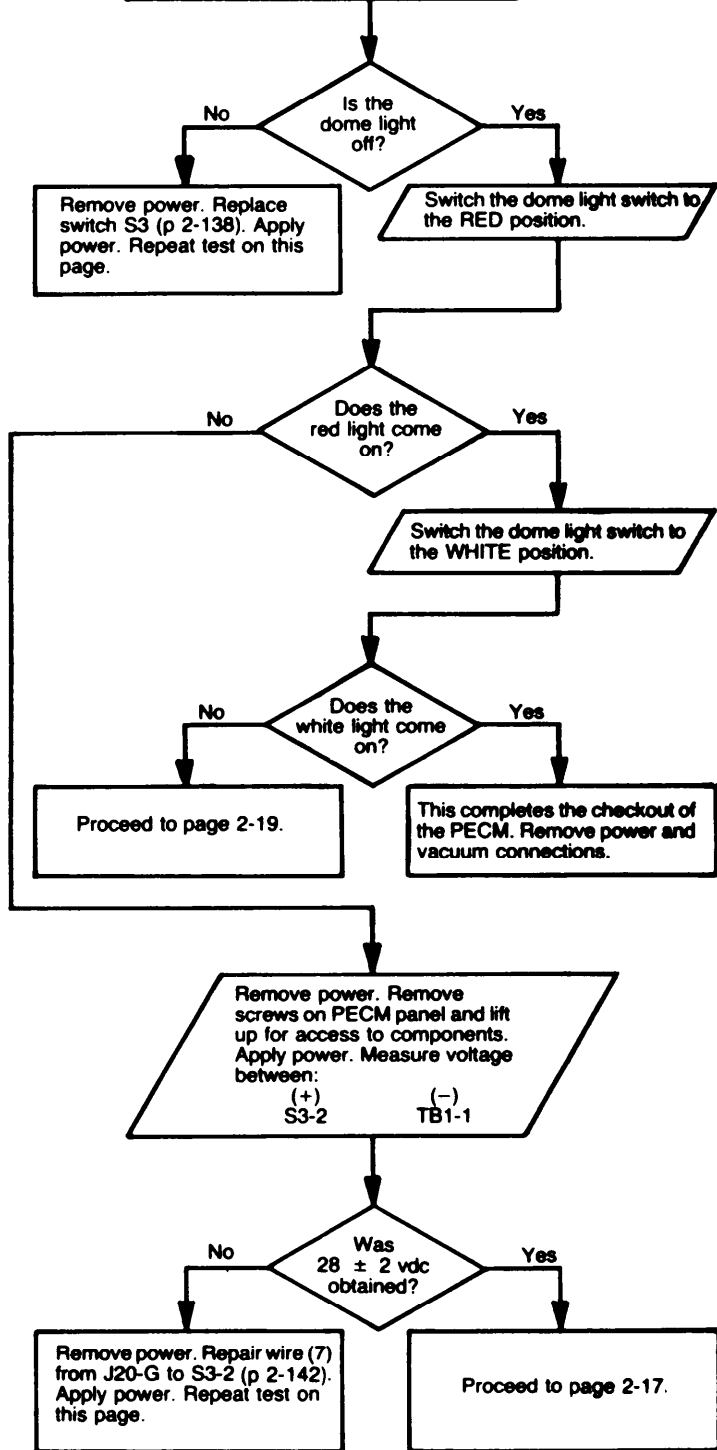 Is the
dome light
off?
No
Yes
Remove power. Replace
switch S3 (p 2-138). Apply
power. Repeat test on this
page.
Switch the dome light switch to
the RED position.
Does the
red light come
on?
No
Yes
Switch the dome light switch to
the WHITE position.
Does the
white light come
on?
No
Yes
Proceed to page 2-19.
This completes the checkout of
the PECM. Remove power and
vacuum connections.
Remove power. Remove
screws on PECM panel and lift
up for access to components.
Apply power. Measure voltage
between:
(+) (−)
S3-2 TB1-1
Was
28 ± 2 vdc
obtained?
No
Yes
Remove power. Repair wire (7)
from J20-G to S3-2 (p 2-142).
Apply power. Repeat test on
this page.
Proceed to page 2-17.